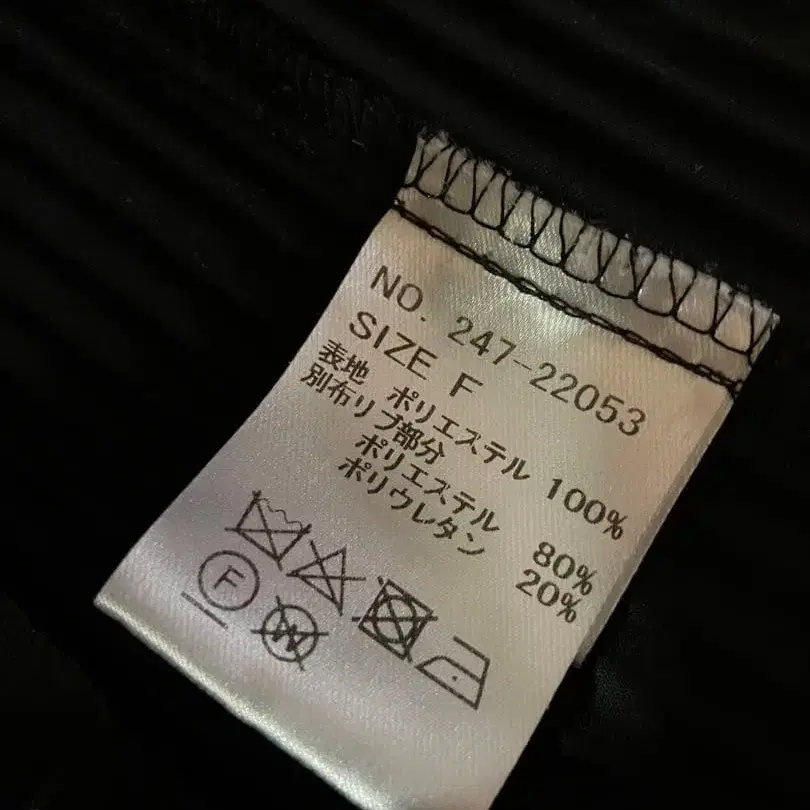 NO. 247-22053
SIZE F
表地 ポリエステル 100%
別布リブ部分
ポリエステル 80%
ポリウレタン 20%
F
W